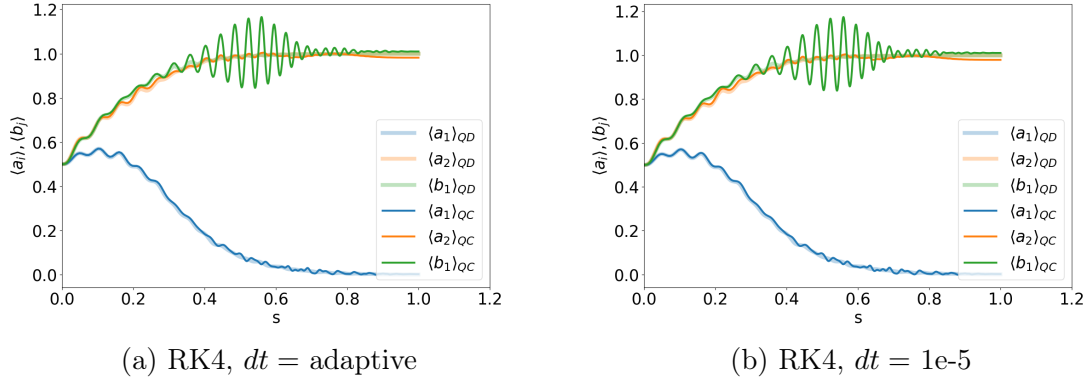 1.2
1.0
0.8
0.6
0.4
0.2
0.0
⟨a_i⟩, ⟨b_j⟩
⟨a_1⟩_QD
⟨a_2⟩_QD
⟨b_1⟩_QD
⟨a_1⟩_QC
⟨a_2⟩_QC
⟨b_1⟩_QC
0.0 0.2 0.4 0.6 0.8 1.0 1.2
s
(a) RK4, dt = adaptive
1.2
1.0
0.8
0.6
0.4
0.2
0.0
⟨a_i⟩, ⟨b_j⟩
⟨a_1⟩_QD
⟨a_2⟩_QD
⟨b_1⟩_QD
⟨a_1⟩_QC
⟨a_2⟩_QC
⟨b_1⟩_QC
0.0 0.2 0.4 0.6 0.8 1.0 1.2
s
(b) RK4, dt = 1e-5